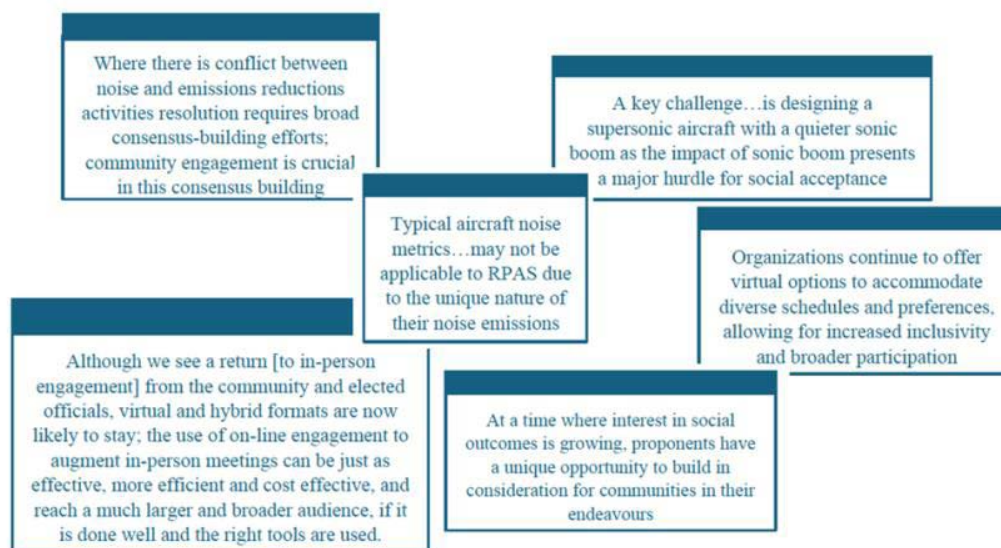 Where there is conflict between
noise and emissions reductions
activities resolution requires broad
consensus-building efforts;
community engagement is crucial
in this consensus building
A key challenge…is designing a
supersonic aircraft with a quieter sonic
boom as the impact of sonic boom presents
a major hurdle for social acceptance
Typical aircraft noise
metrics…may not be
applicable to RPAS due
to the unique nature of
their noise emissions
Organizations continue to offer
virtual options to accommodate
diverse schedules and preferences,
allowing for increased inclusivity
and broader participation
Although we see a return [to in-person
engagement] from the community and elected
officials, virtual and hybrid formats are now
likely to stay; the use of on-line engagement to
augment in-person meetings can be just as
effective, more efficient and cost effective, and
reach a much larger and broader audience, if it
is done well and the right tools are used.
At a time where interest in social
outcomes is growing, proponents have
a unique opportunity to build in
consideration for communities in their
endeavours